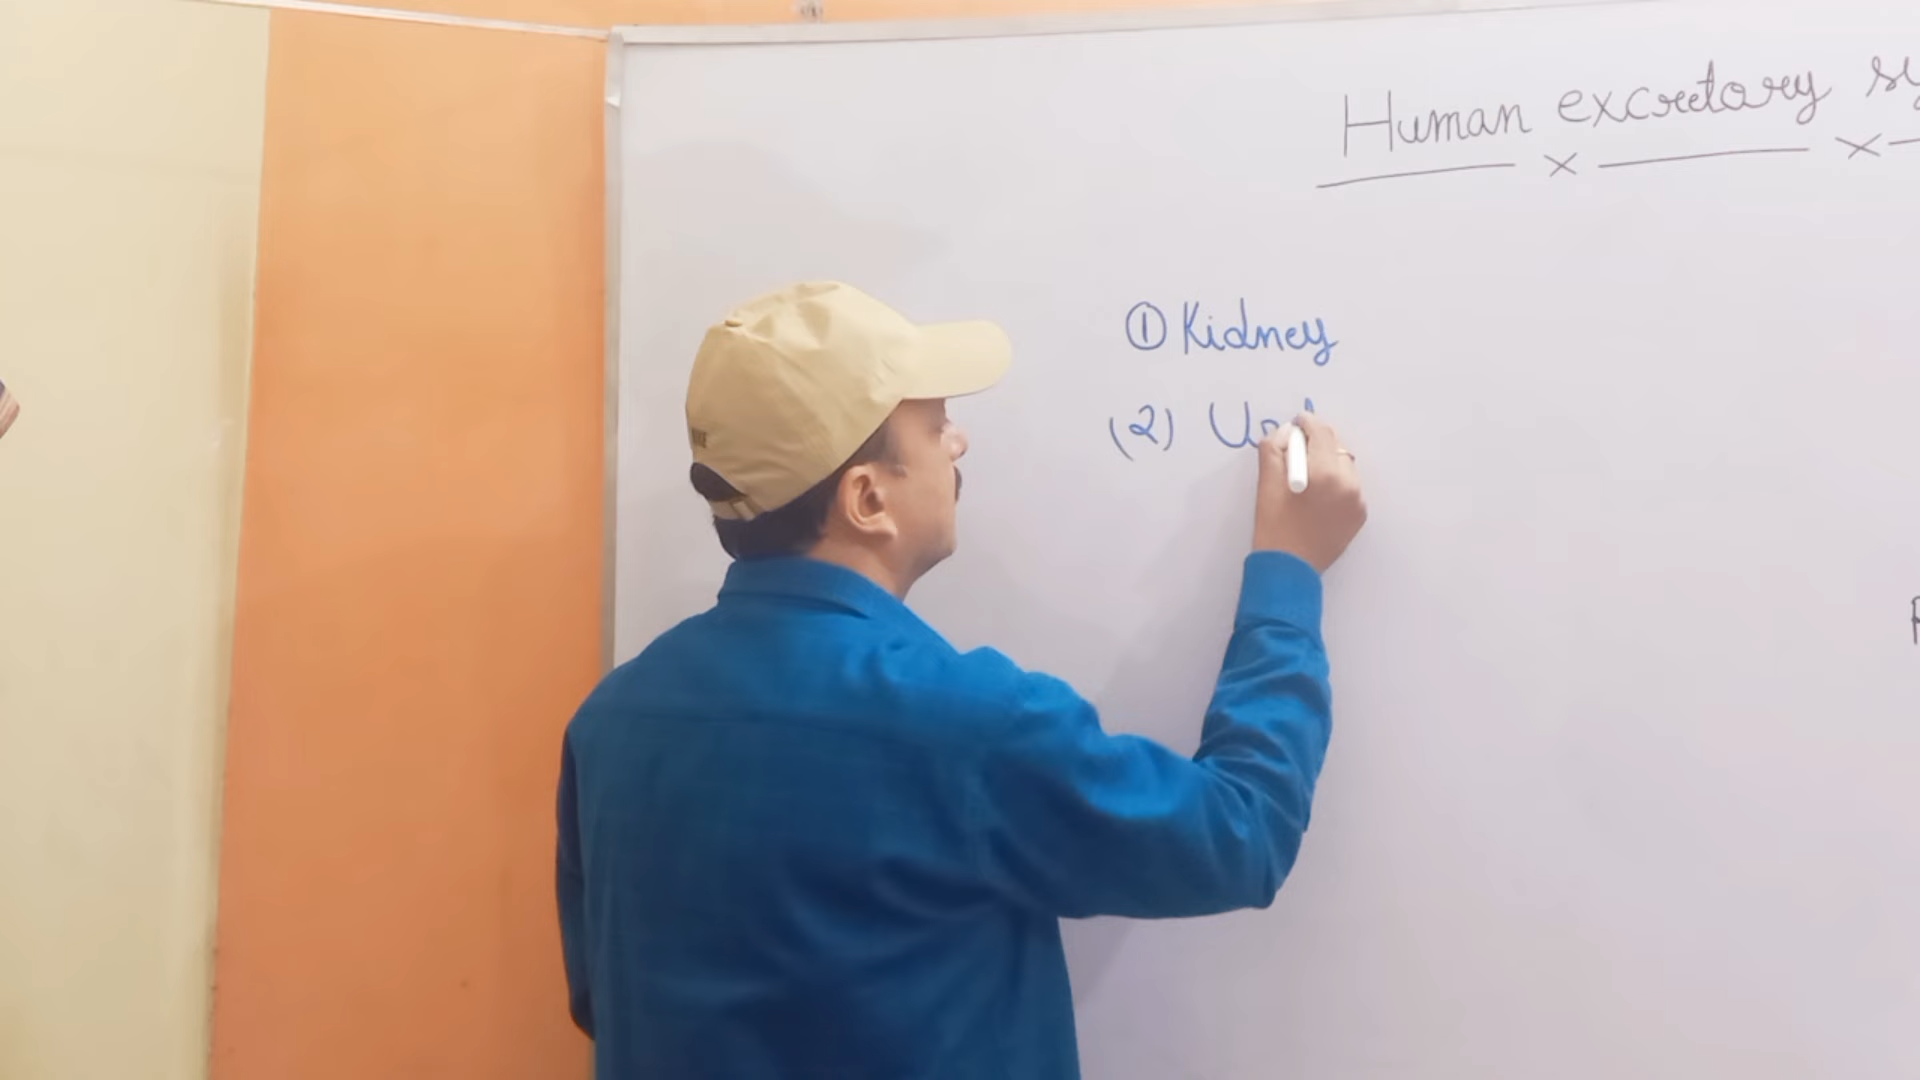 Human excretory sy
① Kidney
(2)